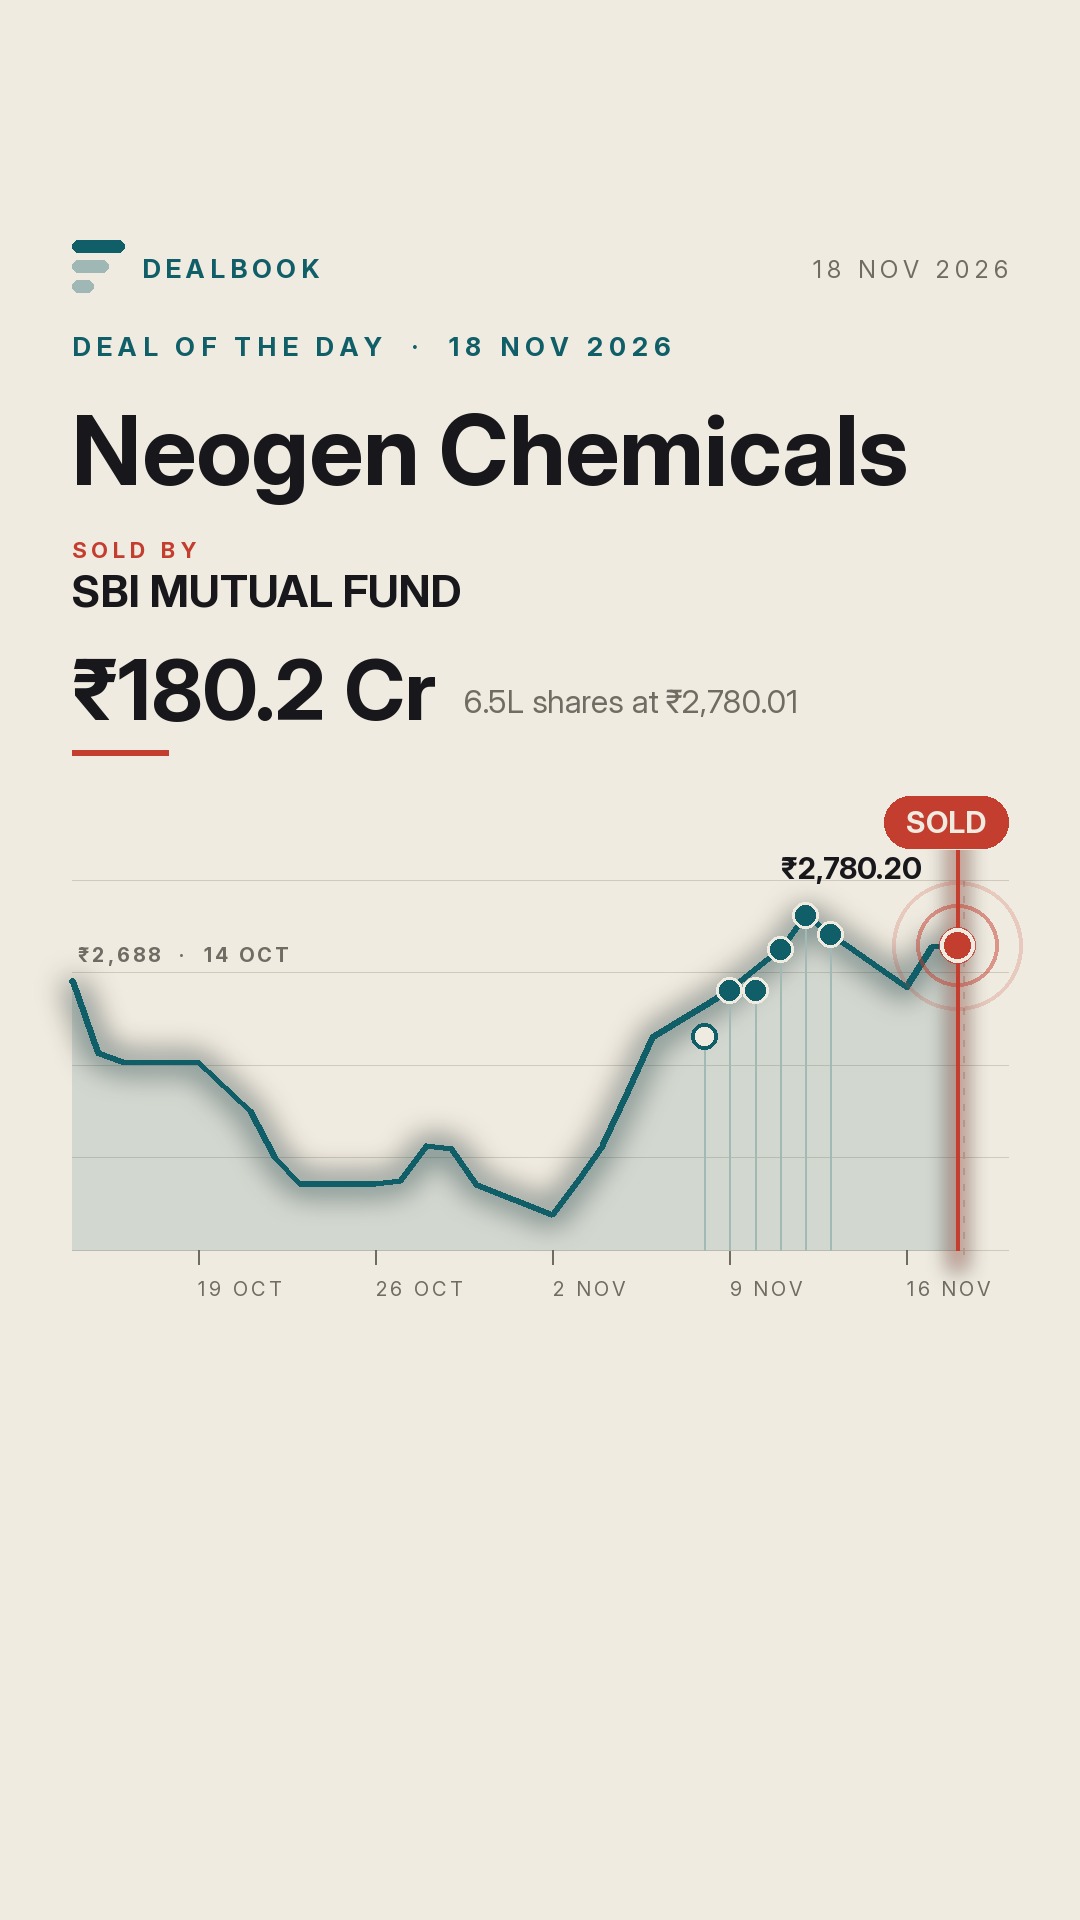 DEALBOOK
18 NOV 2026
DEAL OF THE DAY · 18 NOV 2026
Neogen Chemicals
SOLD BY
SBI MUTUAL FUND
₹180.2 Cr 6.5L shares at ₹2,780.01
SOLD
₹2,780.20
₹2,688 · 14 OCT
19 OCT 26 OCT 2 NOV 9 NOV 16 NOV